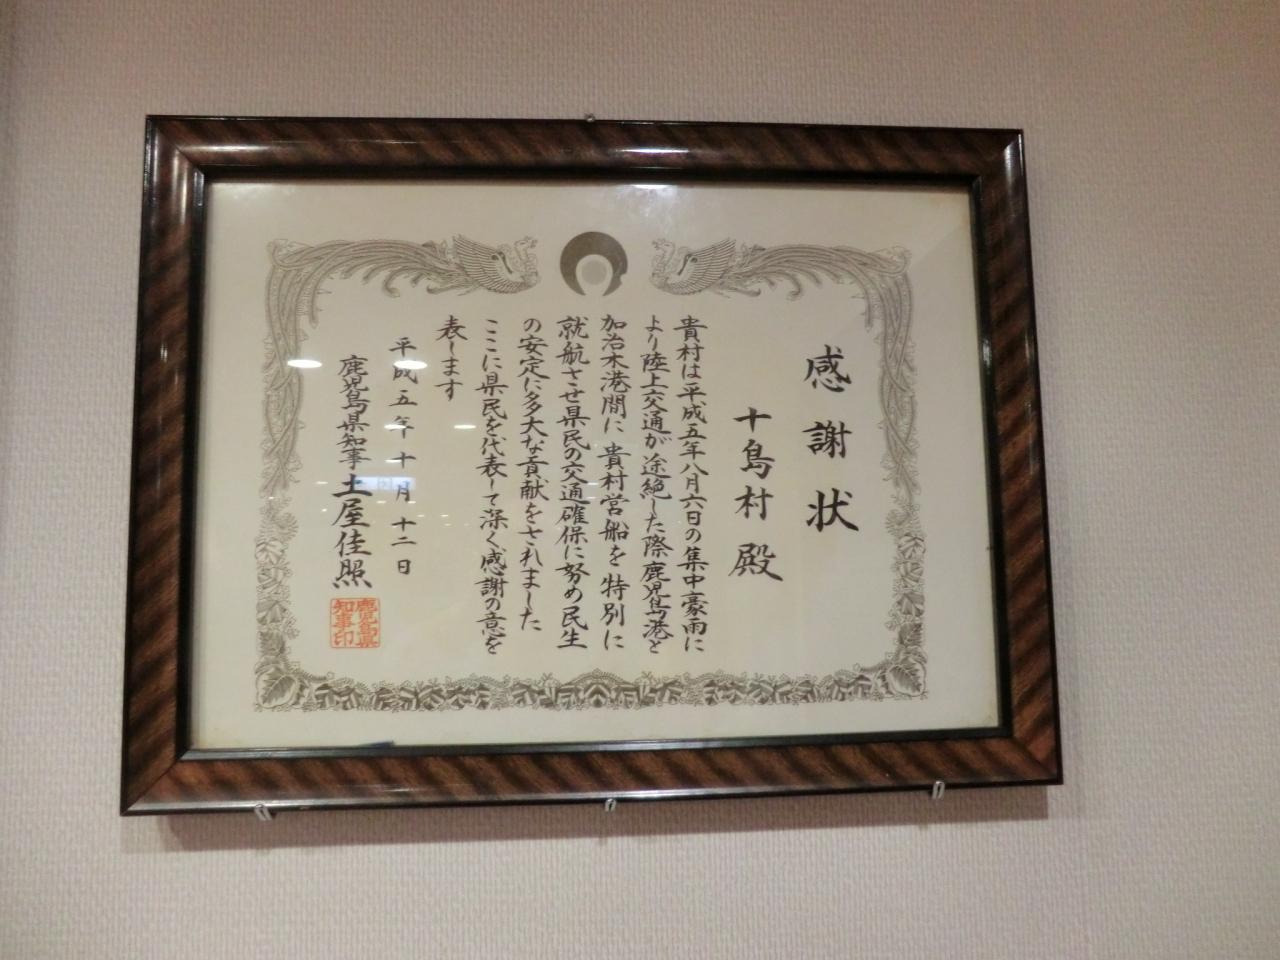 感謝状
十島村殿
貴村は平成五年八月六日の集中豪雨に
より陸上交通が途絶した際鹿児島港と
加治木港間に貴村営船を特別に
就航させ県民の交通確保に努め民生
の安定に多大な貢献をされました
ここに県民を代表して深く感謝の意を
表します
平成五年十月十二日
鹿児島県知事土屋佳照
鹿児島県
知事印